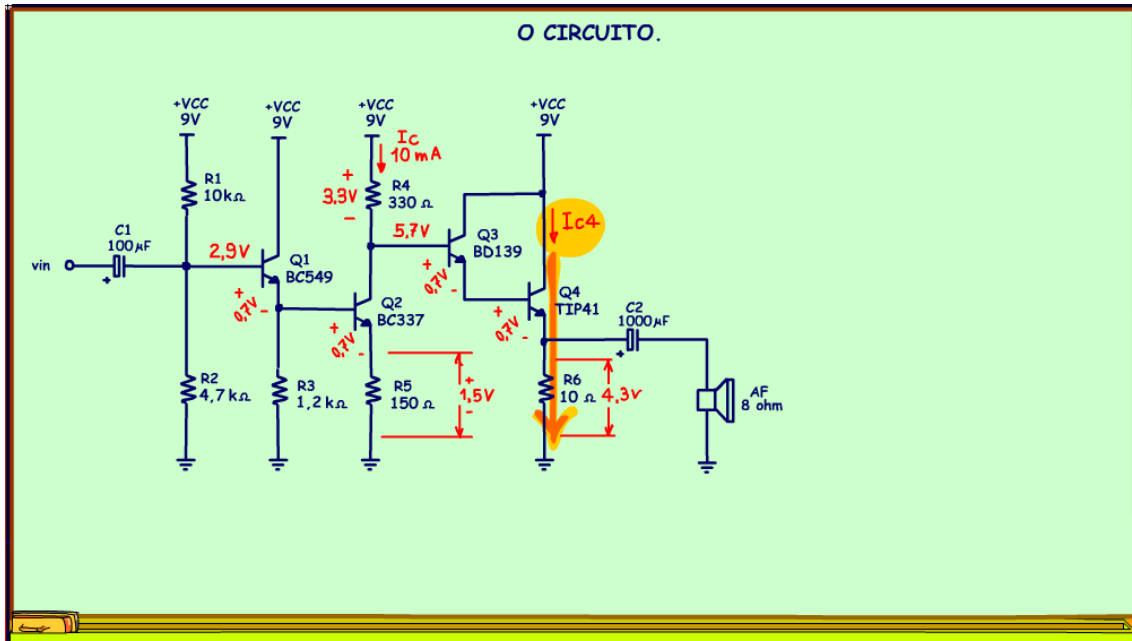 O CIRCUITO.
+VCC
9V
+VCC
9V
+VCC
9V
+VCC
9V
Ic
10 mA
R1
10kΩ
+
3.3V
-
R4
330 Ω
Ic4
C1
100µF
vin
+
2,9V
Q1
BC549
5,7V
Q3
BD139
+
0,7V
-
Q2
BC337
+
0,7V
-
Q4
TIP41
C2
1000µF
+
+
0,7V
-
+
0,7V
-
R2
4,7 kΩ
R3
1,2 kΩ
R5
150 Ω
+
1,5V
-
R6
10 Ω
4,3V
AF
8 ohm